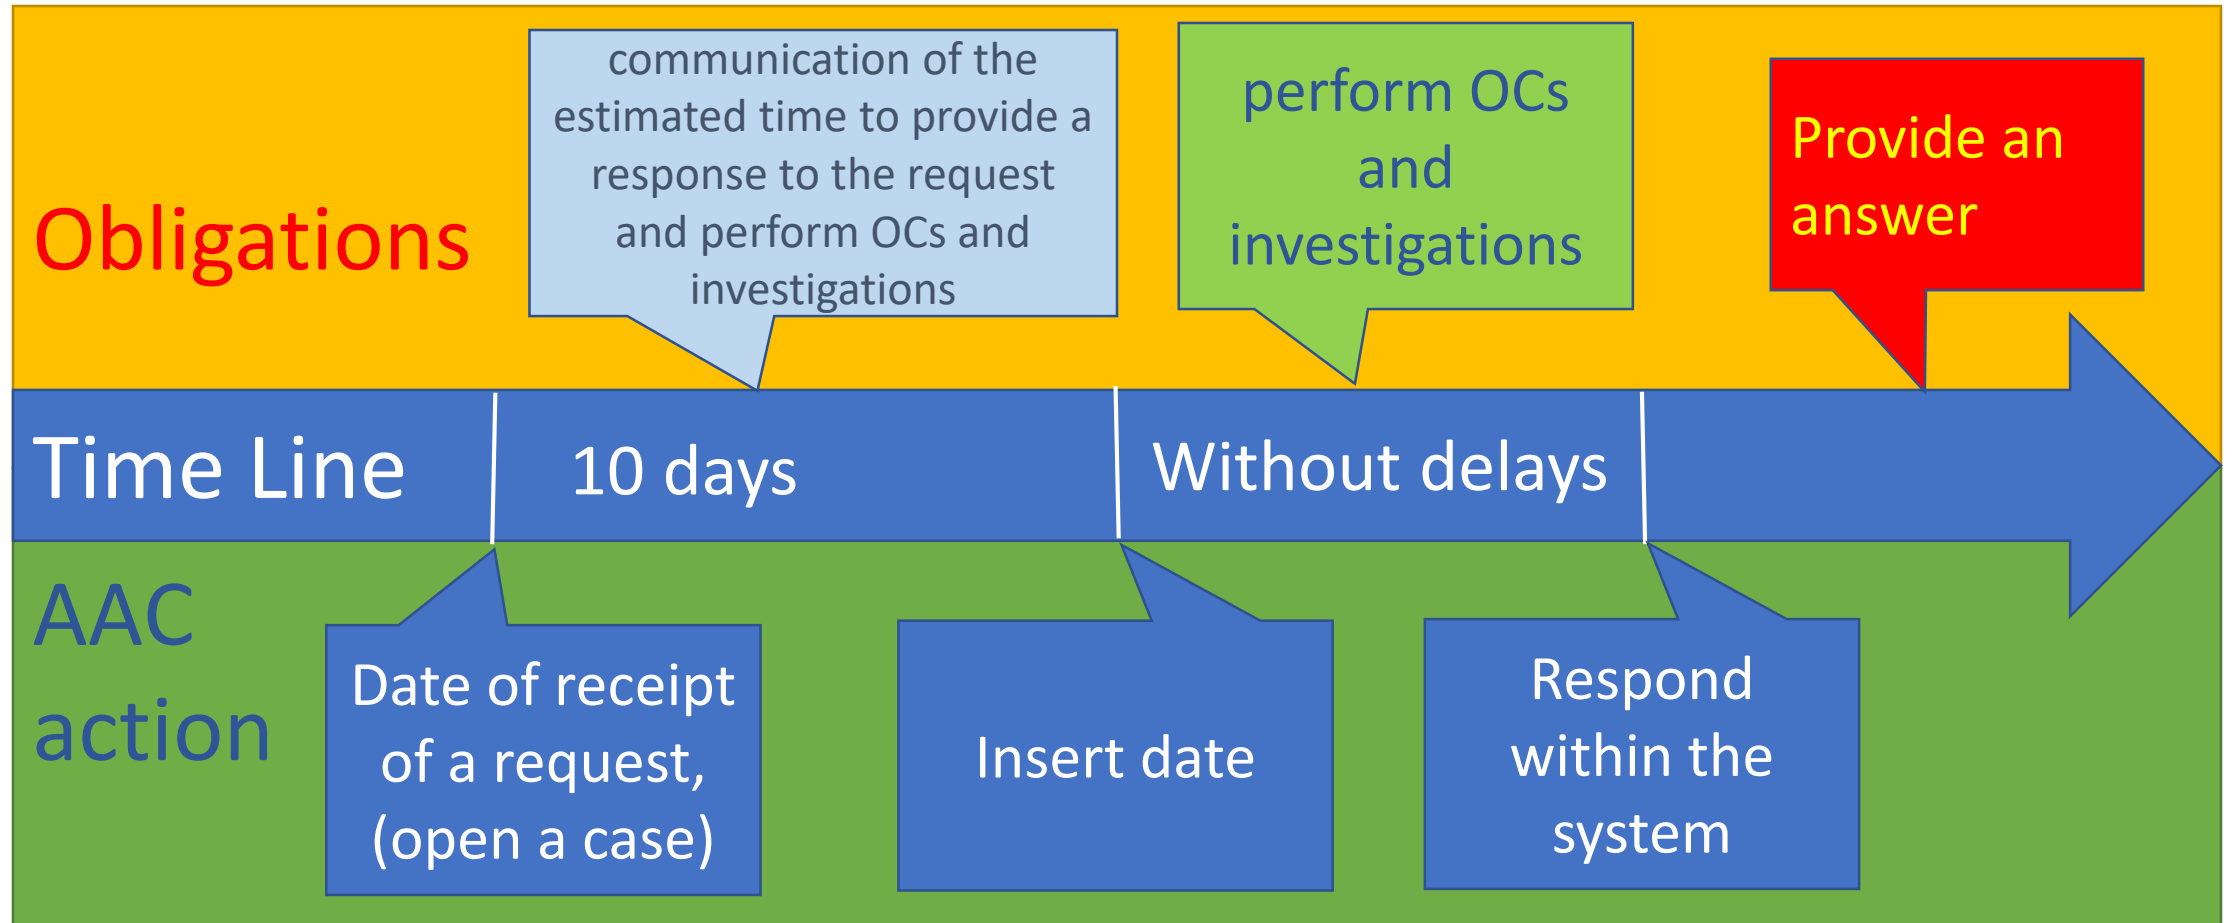 communication of the
estimated time to provide a
response to the request
and perform OCs and
investigations
perform OCs
and
investigations
Provide an
answer
Obligations
Time Line
10 days
Without delays
AAC
action
Date of receipt
of a request,
(open a case)
Insert date
Respond
within the
system